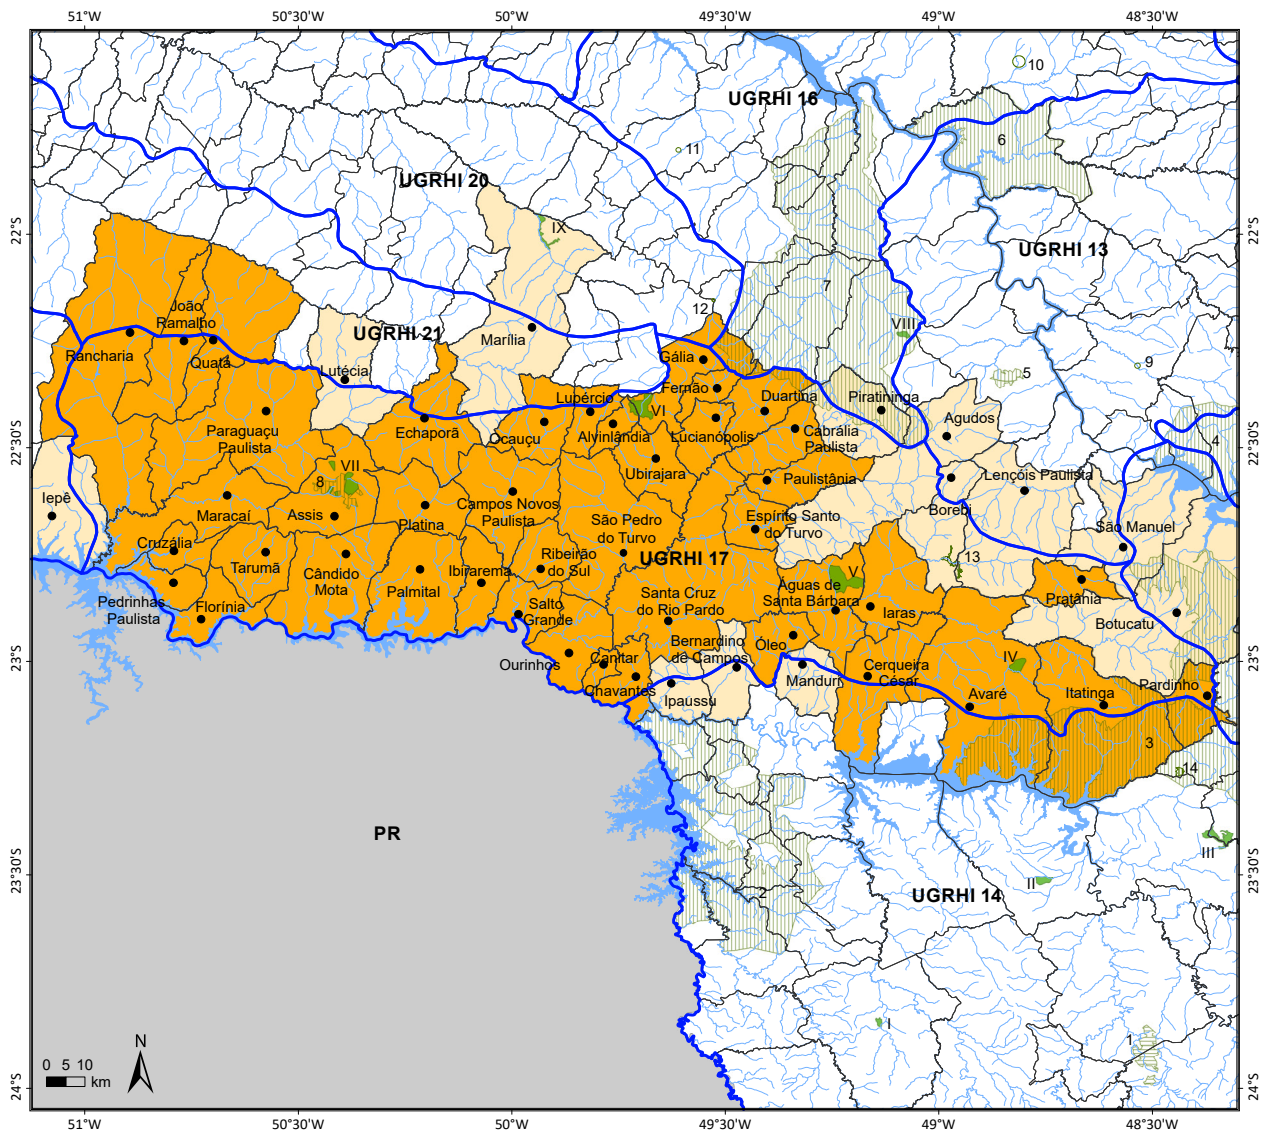 51°W
50°30'W
50°W
49°30'W
49°W
48°30'W
10
UGRHI 16
6
11
UGRHI 20
22°S
22°S
IX
UGRHI 13
7
12
João
Ramalho
UGRHI 21
VIII
Marília
Rancharia
Gália
Quatá
Lutécia
9
5
Fernão
Lupércio
Duartina
Piratininga
VI
Agudos
Paraguaçu
Paulista
Echaporã
Ocauçu
Alvinlândia
Lucianópolis
Cabrália
Paulista
4
22°30'S
22°30'S
VII
Ubirajara
Lençóis Paulista
8
Paulistânia
Iepê
Campos Novos
Paulista
Borebi
Maracaí
Assis
Platina
São Pedro
do Turvo
Espírito Santo
do Turvo
São Manuel
Cruzália
UGRHI 17
13
Ribeirão
do Sul
Tarumã
Cândido
Mota
Ibirarema
V
Palmital
Águas de
Santa Bárbara
Santa Cruz
do Rio Pardo
Pratânia
Pedrinhas
Paulista
Florínia
Salto
Grande
Iaras
Botucatu
Bernardino
de Campos
Óleo
23°S
23°S
Ourinhos
Canitar
IV
Cerqueira
César
Manduri
Pardinho
Chavantes
Ipaussu
Avaré
Itatinga
3
14
PR
III
23°30'S
23°30'S
II
2
UGRHI 14
I
1
N
0 5 10
km
24°S
24°S
51°W
50°30'W
50°W
49°30'W
49°W
48°30'W